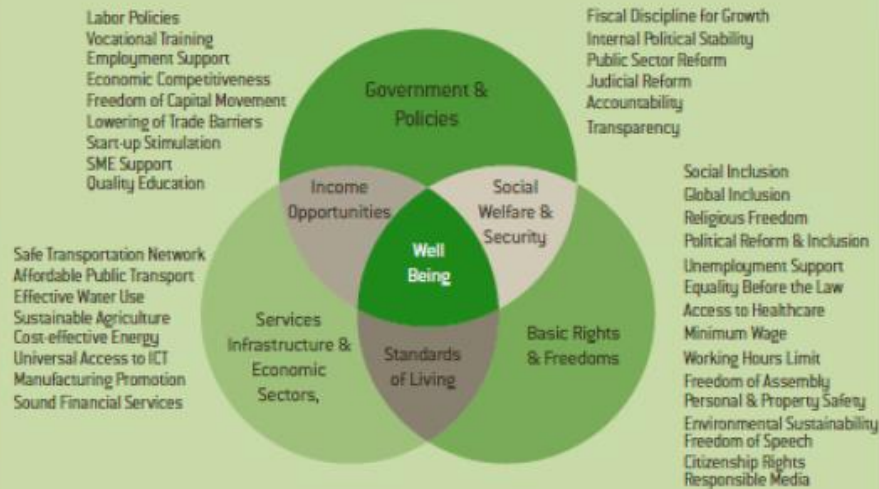 Labor Policies
Vocational Training
Employment Support
Economic Competitiveness
Freedom of Capital Movement
Lowering of Trade Barriers
Start-up Stimulation
SME Support
Quality Education
Fiscal Discipline for Growth
Internal Political Stability
Public Sector Reform
Judicial Reform
Accountability
Transparency
Government &
Policies
Income
Opportunities
Social
Welfare &
Security
Well
Being
Services
Infrastructure &
Economic
Sectors,
Standards
of Living
Basic Rights
& Freedoms
Safe Transportation Network
Affordable Public Transport
Effective Water Use
Sustainable Agriculture
Cost-effective Energy
Universal Access to ICT
Manufacturing Promotion
Sound Financial Services
Social Inclusion
Global Inclusion
Religious Freedom
Political Reform & Inclusion
Unemployment Support
Equality Before the Law
Access to Healthcare
Minimum Wage
Working Hours Limit
Freedom of Assembly
Personal & Property Safety
Environmental Sustainability
Freedom of Speech
Citizenship Rights
Responsible Media